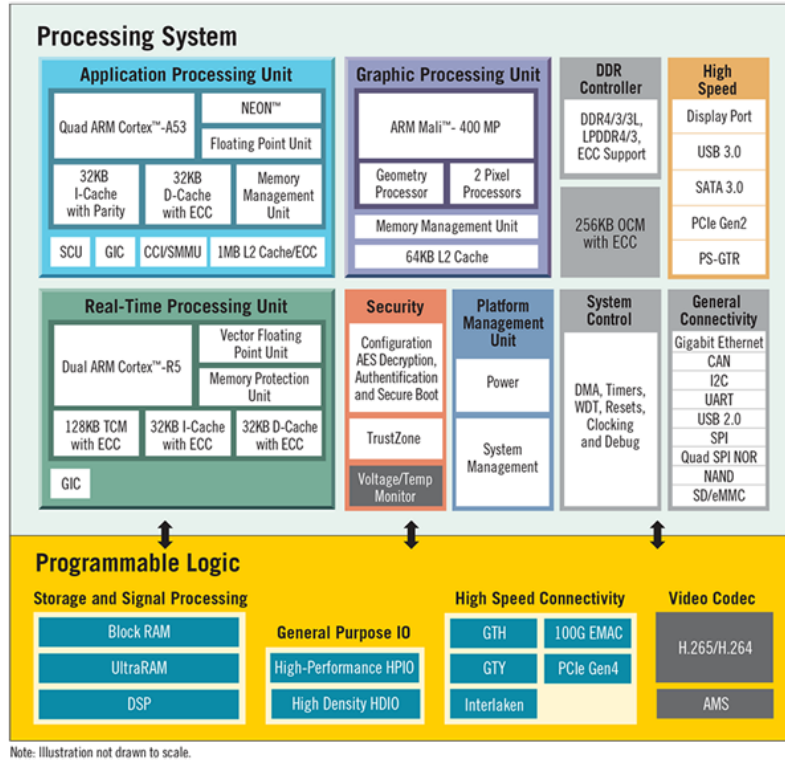 Processing System
Application Processing Unit
Quad ARM Cortex™-A53
NEON™
Floating Point Unit
32KB
I-Cache
with Parity
32KB
D-Cache
with ECC
Memory
Management
Unit
SCU
GIC
CCI/SMMU
1MB L2 Cache/ECC
Graphic Processing Unit
ARM Mali™- 400 MP
Geometry
Processor
2 Pixel
Processors
Memory Management Unit
64KB L2 Cache
DDR
Controller
DDR4/3/3L,
LPDDR4/3,
ECC Support
256KB OCM
with ECC
High
Speed
Display Port
USB 3.0
SATA 3.0
PCIe Gen2
PS-GTR
Real-Time Processing Unit
Dual ARM Cortex™-R5
Vector Floating
Point Unit
Memory Protection
Unit
128KB TCM
with ECC
32KB I-Cache
with ECC
32KB D-Cache
with ECC
GIC
Security
Configuration
AES Decryption,
Authentification
and Secure Boot
TrustZone
Voltage/Temp
Monitor
Platform
Management
Unit
Power
System
Management
System
Control
DMA, Timers,
WDT, Resets,
Clocking
and Debug
General
Connectivity
Gigabit Ethernet
CAN
I2C
UART
USB 2.0
SPI
Quad SPI NOR
NAND
SD/eMMC
Programmable Logic
Storage and Signal Processing
Block RAM
UltraRAM
DSP
General Purpose IO
High-Performance HPIO
High Density HDIO
High Speed Connectivity
GTH
100G EMAC
GTY
PCIe Gen4
Interlaken
Video Codec
H.265/H.264
AMS
Note: Illustration not drawn to scale.